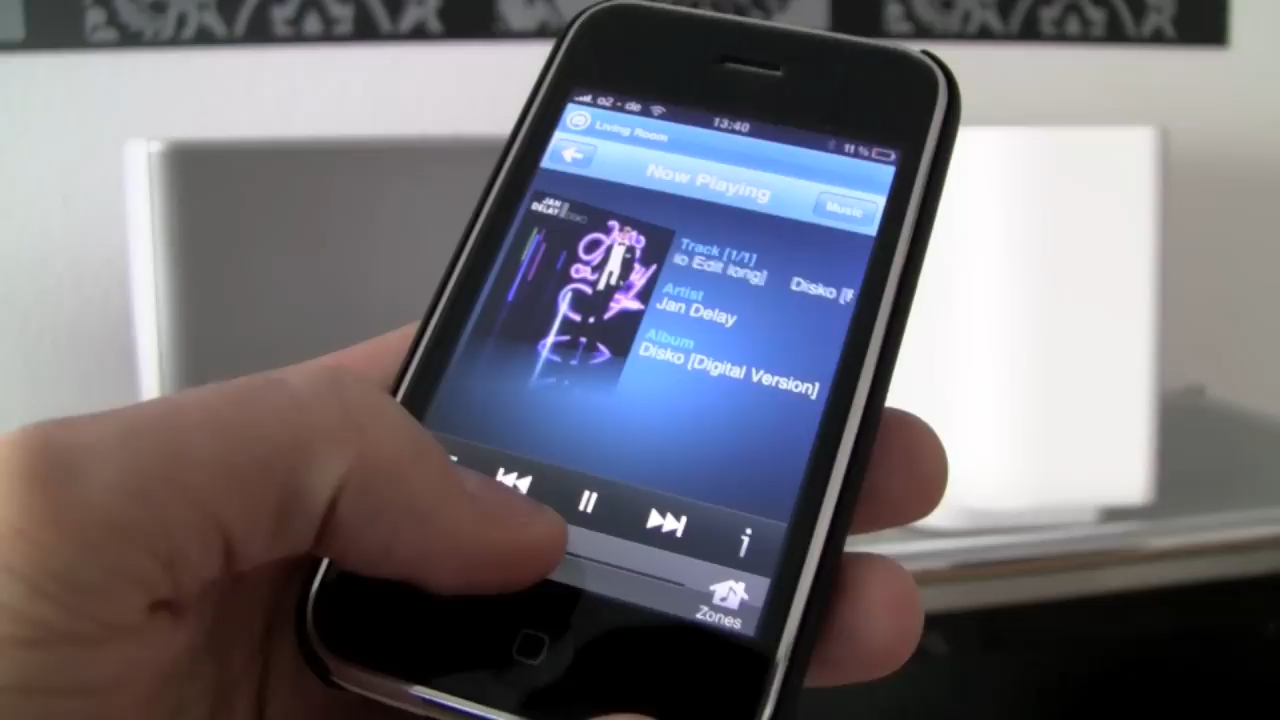 o2 - de
13:40
11 %
Living Room
Now Playing
Music
JAN
DELAY
DISKO
Track [1/1]
io Edit long] Disko [R
Artist
Jan Delay
Album
Disko [Digital Version]
Zones